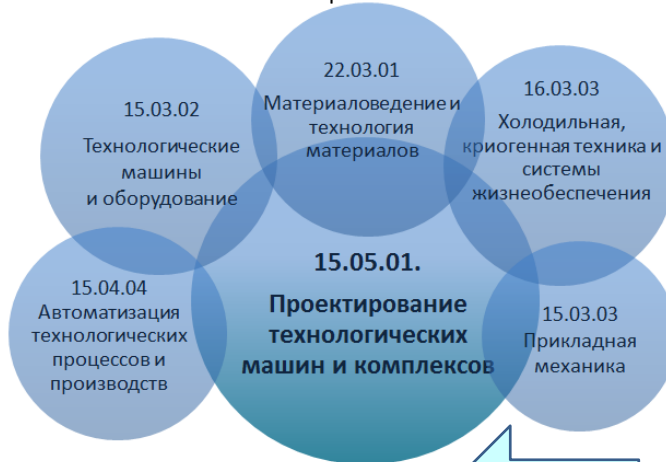 22.03.01
Материаловедение и
технология
материалов
15.03.02
Технологические
машины
и оборудование
16.03.03
Холодильная,
криогенная техника и
системы
жизнеобеспечения
15.04.04
Автоматизация
технологических
процессов и
производств
15.05.01.
Проектирование
технологических
машин и комплексов
15.03.03
Прикладная
механика